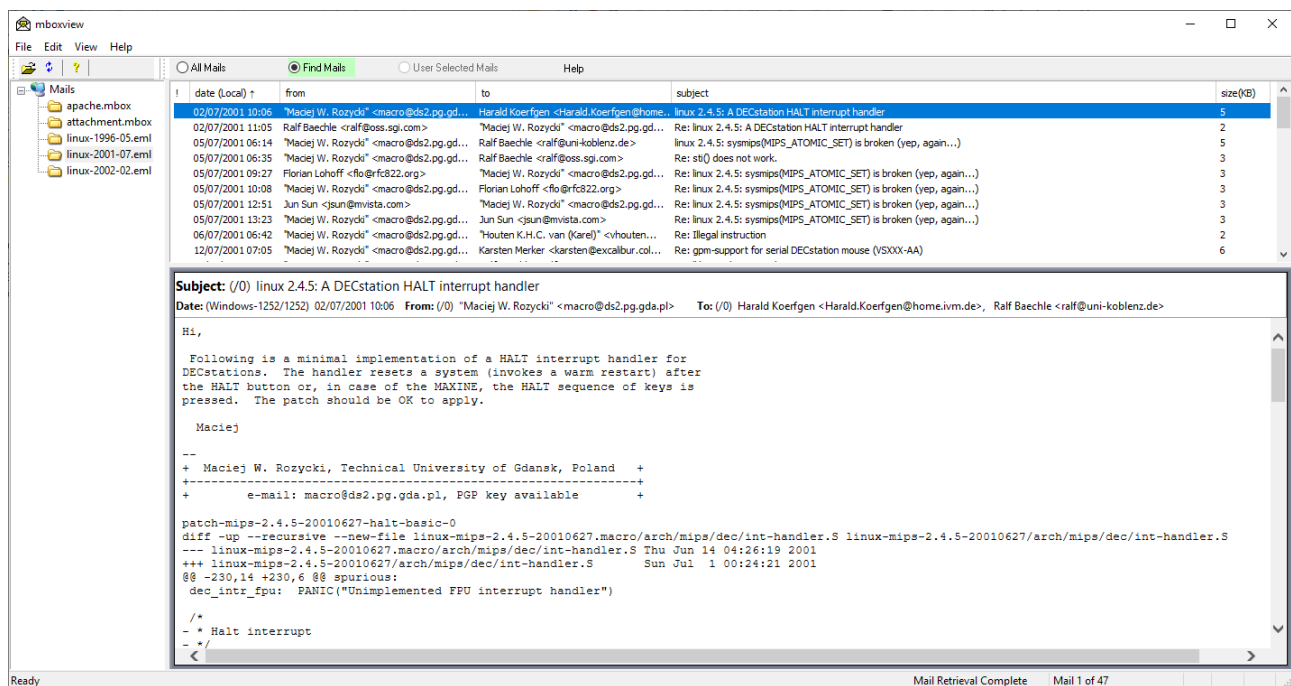 mboxview
File Edit View Help
? All Mails Find Mails User Selected Mails Help
Mails
apache.mbox
attachment.mbox
linux-1996-05.eml
linux-2001-07.eml
linux-2002-02.eml
! date (Local) ↑ from to subject size(KB)
02/07/2001 10:06 "Maciej W. Rozycki" <macro@ds2.pg.gd... Harald Koerfgen <Harald.Koerfgen@home... linux 2.4.5: A DECstation HALT interrupt handler 5
02/07/2001 11:05 Ralf Baechle <ralf@oss.sgi.com> "Maciej W. Rozycki" <macro@ds2.pg.gd... Re: linux 2.4.5: A DECstation HALT interrupt handler 2
05/07/2001 06:14 "Maciej W. Rozycki" <macro@ds2.pg.gd... Ralf Baechle <ralf@uni-koblenz.de> linux 2.4.5: sysmips(MIPS_ATOMIC_SET) is broken (yep, again...) 5
05/07/2001 06:35 "Maciej W. Rozycki" <macro@ds2.pg.gd... Ralf Baechle <ralf@oss.sgi.com> Re: sti() does not work. 3
05/07/2001 09:27 Florian Lohoff <flo@rfc822.org> "Maciej W. Rozycki" <macro@ds2.pg.gd... Re: linux 2.4.5: sysmips(MIPS_ATOMIC_SET) is broken (yep, again...) 3
05/07/2001 10:08 "Maciej W. Rozycki" <macro@ds2.pg.gd... Florian Lohoff <flo@rfc822.org> Re: linux 2.4.5: sysmips(MIPS_ATOMIC_SET) is broken (yep, again...) 3
05/07/2001 12:51 Jun Sun <jsun@mvista.com> "Maciej W. Rozycki" <macro@ds2.pg.gd... Re: linux 2.4.5: sysmips(MIPS_ATOMIC_SET) is broken (yep, again...) 3
05/07/2001 13:23 "Maciej W. Rozycki" <macro@ds2.pg.gd... Jun Sun <jsun@mvista.com> Re: linux 2.4.5: sysmips(MIPS_ATOMIC_SET) is broken (yep, again...) 3
06/07/2001 06:42 "Maciej W. Rozycki" <macro@ds2.pg.gd... "Houten K.H.C. van (Karel)" <vhouten... Re: Illegal instruction 2
12/07/2001 07:05 "Maciej W. Rozycki" <macro@ds2.pg.gd... Karsten Merker <karsten@excalibur.col... Re: gpm-support for serial DECstation mouse (VSXXX-AA) 6
Subject: (/0) linux 2.4.5: A DECstation HALT interrupt handler
Date: (Windows-1252/1252) 02/07/2001 10:06 From: (/0) "Maciej W. Rozycki" <macro@ds2.pg.gda.pl> To: (/0) Harald Koerfgen <Harald.Koerfgen@home.ivm.de>, Ralf Baechle <ralf@uni-koblenz.de>
Hi,
Following is a minimal implementation of a HALT interrupt handler for
DECstations. The handler resets a system (invokes a warm restart) after
the HALT button or, in case of the MAXINE, the HALT sequence of keys is
pressed. The patch should be OK to apply.
Maciej
--
+ Maciej W. Rozycki, Technical University of Gdansk, Poland +
+--------------------------------------------------------------+
+ e-mail: macro@ds2.pg.gda.pl, PGP key available +
patch-mips-2.4.5-20010627-halt-basic-0
diff -up --recursive --new-file linux-mips-2.4.5-20010627.macro/arch/mips/dec/int-handler.S linux-mips-2.4.5-20010627/arch/mips/dec/int-handler.S
--- linux-mips-2.4.5-20010627.macro/arch/mips/dec/int-handler.S Thu Jun 14 04:26:19 2001
+++ linux-mips-2.4.5-20010627/arch/mips/dec/int-handler.S Sun Jul 1 00:24:21 2001
@@ -230,14 +230,6 @@ spurious:
dec_intr_fpu: PANIC("Unimplemented FPU interrupt handler")
/*
- * Halt interrupt
- */
Ready Mail Retrieval Complete Mail 1 of 47